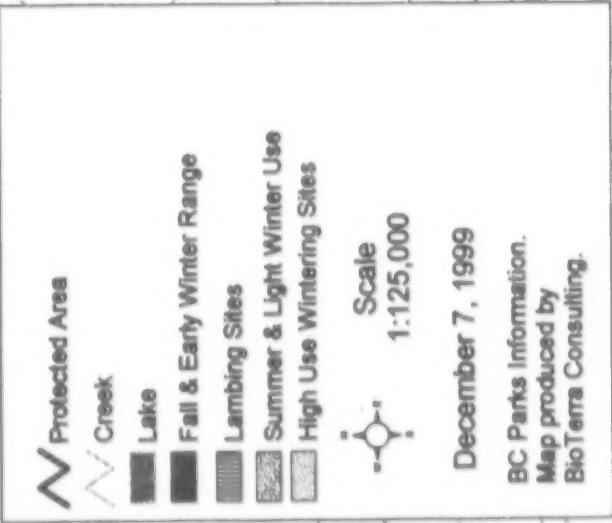 Protected Area
Creek
Lake
Fall & Early Winter Range
Lambing Sites
Summer & Light Winter Use
High Use Wintering Sites
Scale
1:125,000
December 7, 1999
BC Parks Information.
Map produced by
BioTerra Consulting.